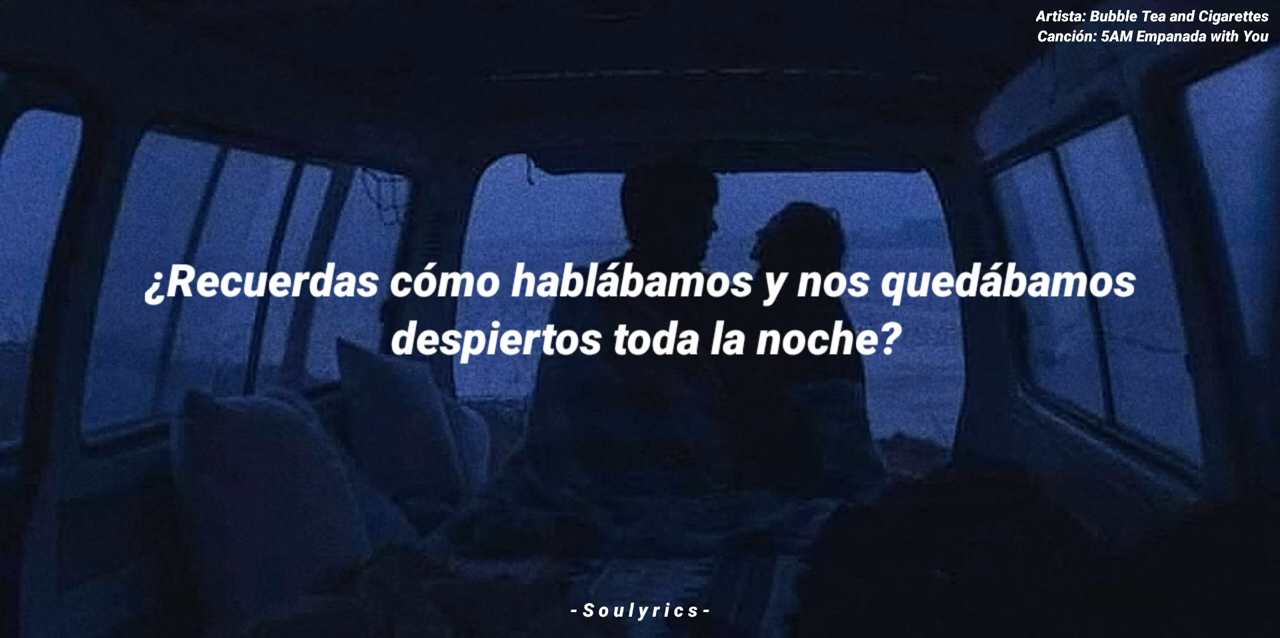 Artista: Bubble Tea and Cigarettes
Canción: 5AM Empanada with You
¿Recuerdas cómo hablábamos y nos quedábamos
despiertos toda la noche?
-Soulyrics-